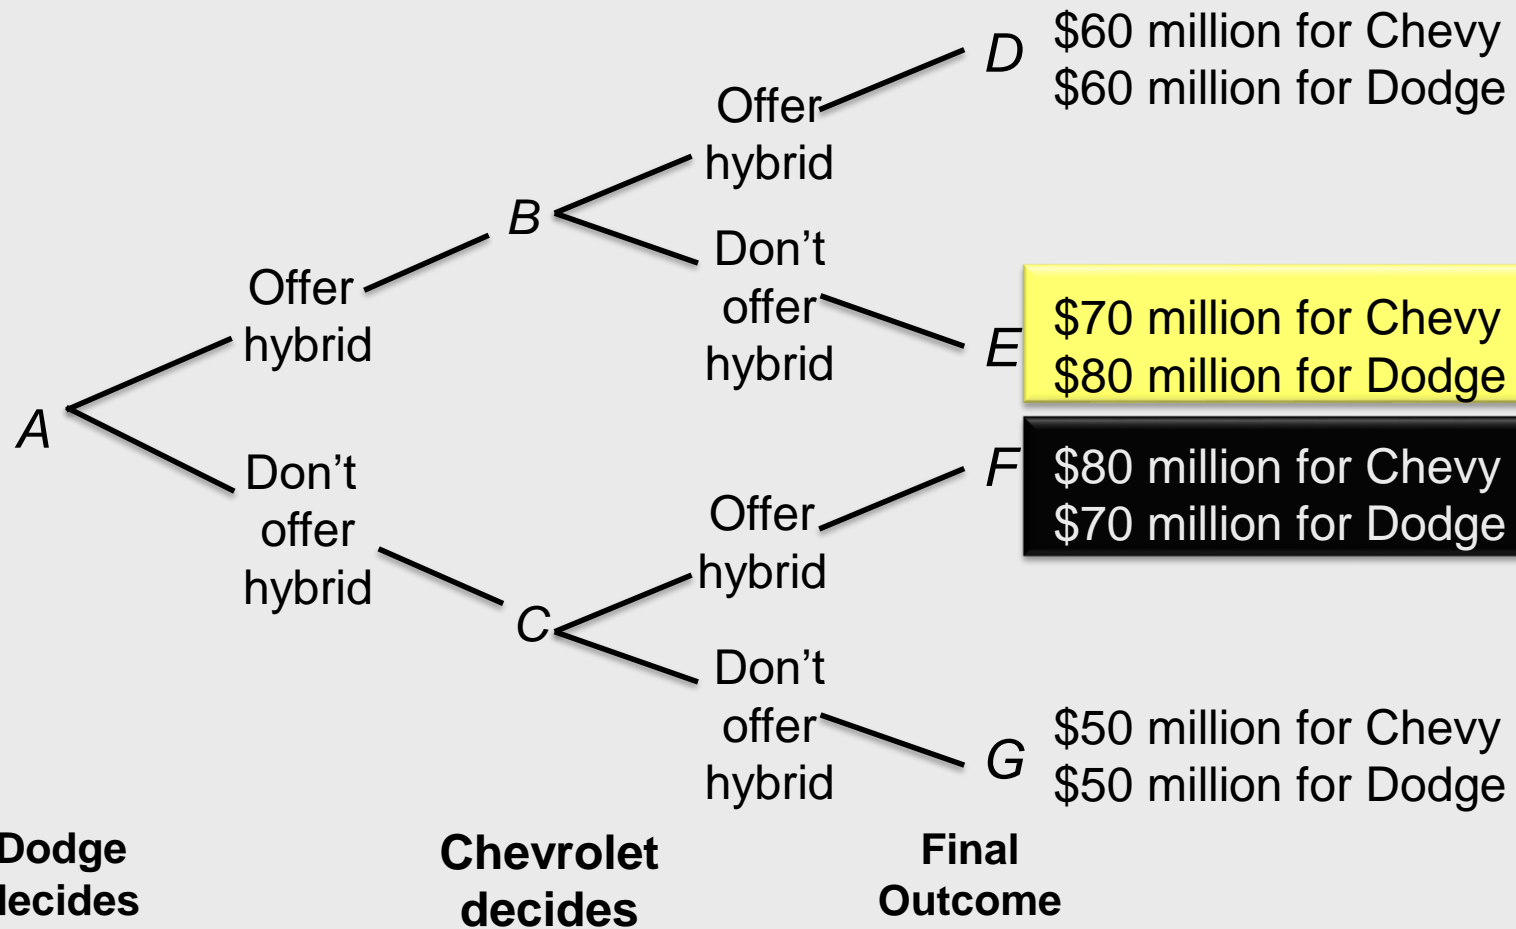 D
$60 million for Chevy
$60 million for Dodge
Offer
hybrid
B
Don't
offer
hybrid
E
$70 million for Chevy
$80 million for Dodge
Offer
hybrid
A
Don't
offer
hybrid
F
$80 million for Chevy
$70 million for Dodge
Offer
hybrid
C
Don't
offer
hybrid
G
$50 million for Chevy
$50 million for Dodge
Dodge
decides
Chevrolet
decides
Final
Outcome